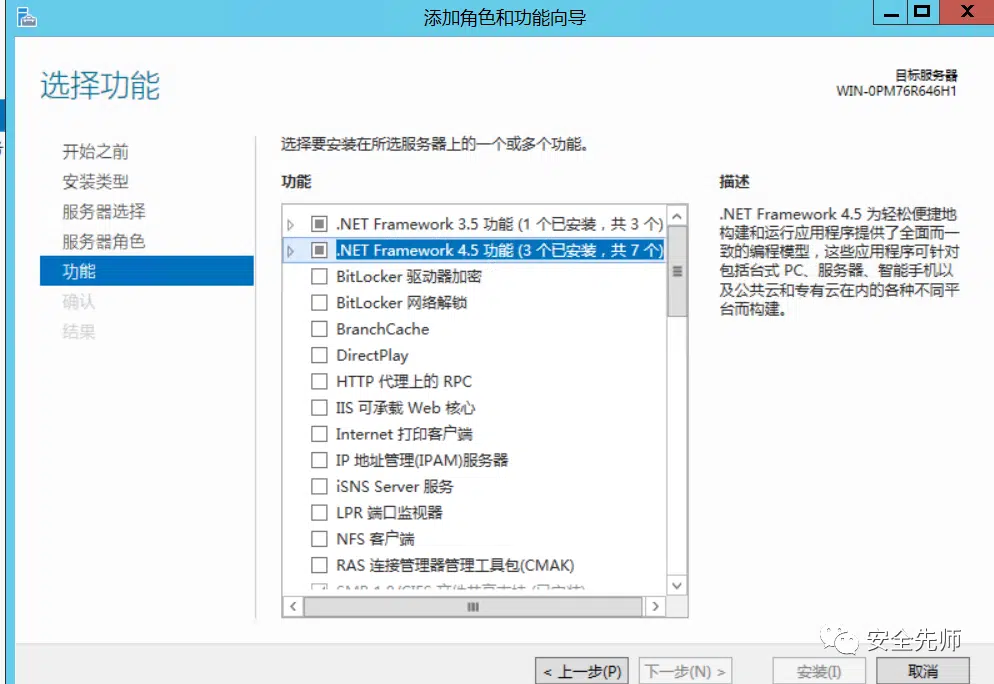 添加角色和功能向导
选择功能
目标服务器
WIN-0PM76R646H1
开始之前
安装类型
服务器选择
服务器角色
功能
确认
结果
选择要安装在所选服务器上的一个或多个功能。
功能
.NET Framework 3.5 功能 (1 个已安装，共 3 个)
.NET Framework 4.5 功能 (3 个已安装，共 7 个)
BitLocker 驱动器加密
BitLocker 网络解锁
BranchCache
DirectPlay
HTTP 代理上的 RPC
IIS 可承载 Web 核心
Internet 打印客户端
IP 地址管理(IPAM)服务器
iSNS Server 服务
LPR 端口监视器
NFS 客户端
RAS 连接管理器管理工具包(CMAK)
SMB 1.0/CIFS 文件共享支持 (已安装)
描述
.NET Framework 4.5 为轻松便捷地
构建和运行应用程序提供了全面而一
致的编程模型，这些应用程序可针对
包括台式 PC、服务器、智能手机以
及公共云和专有云在内的各种不同平
台而构建。
安全先师
< 上一步(P)
下一步(N) >
安装(I)
取消